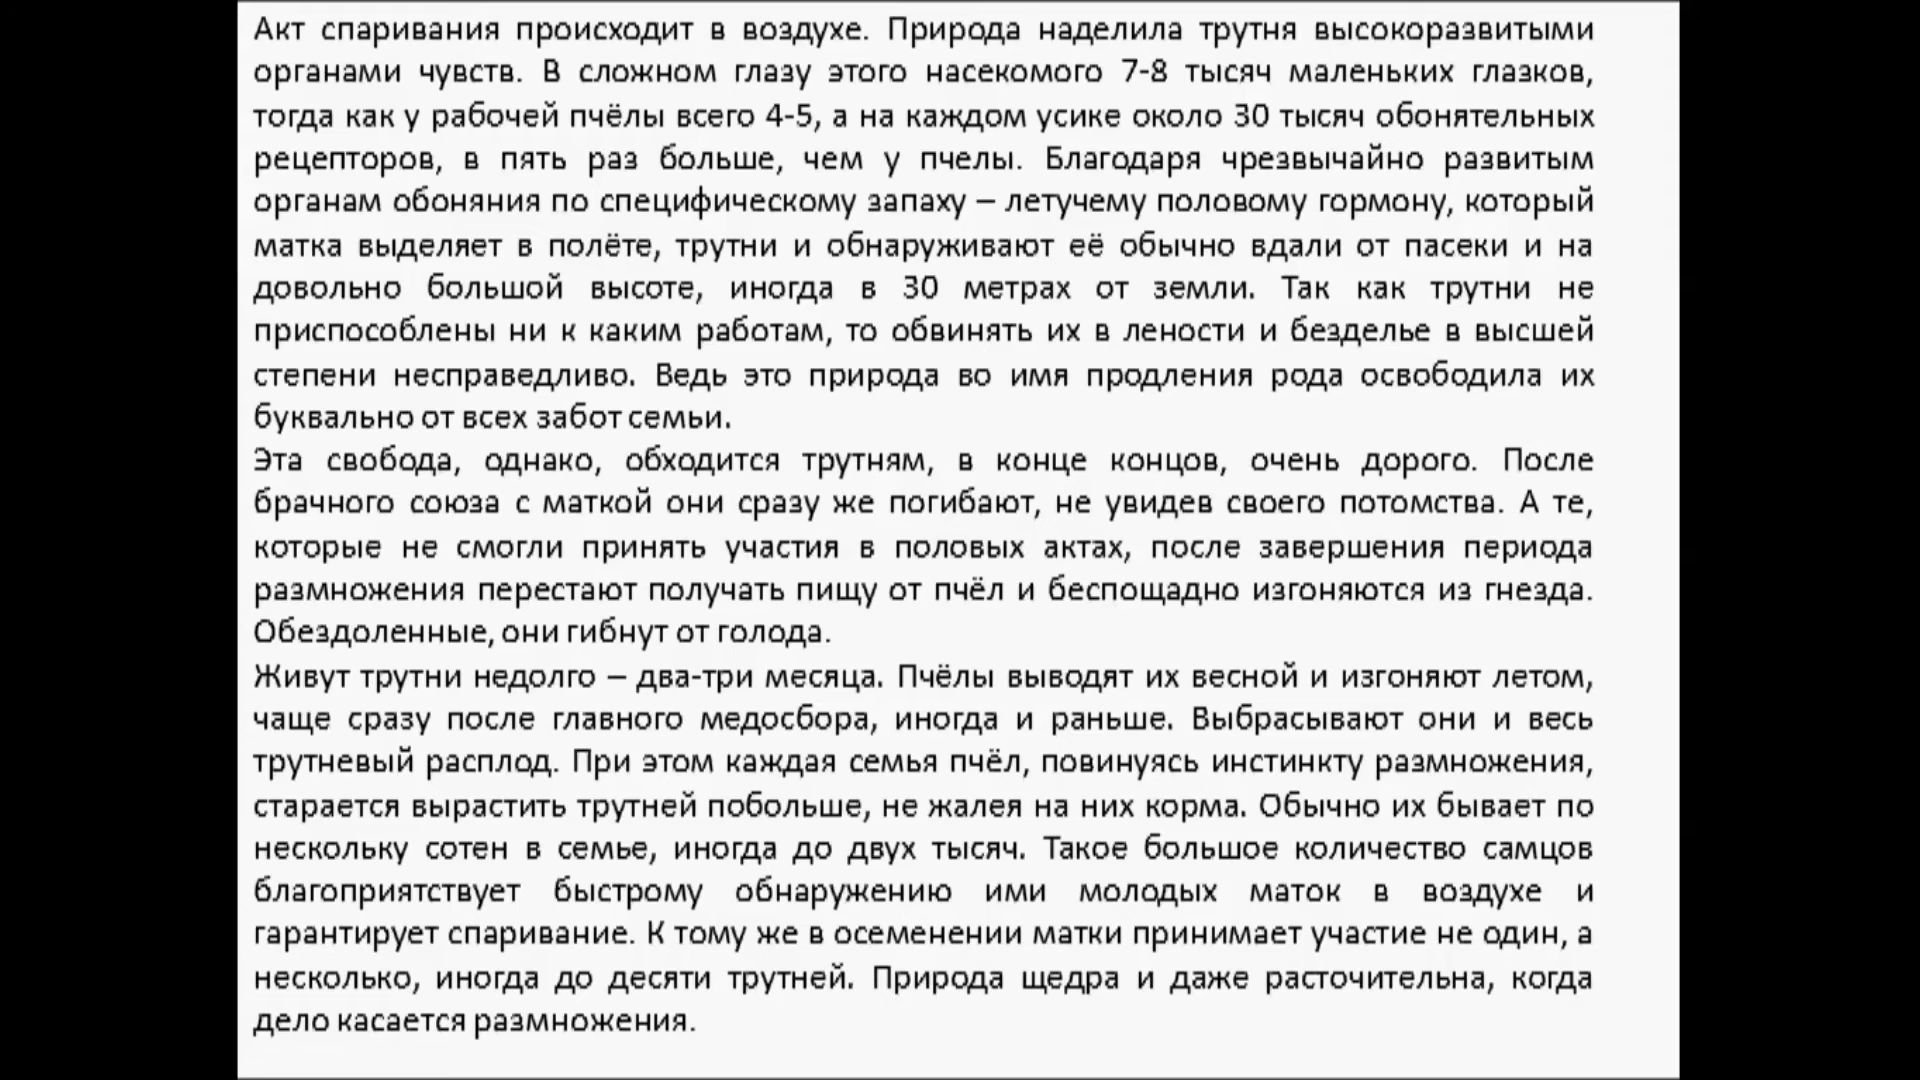 Акт спаривания происходит в воздухе. Природа наделила трутня высокоразвитыми
органами чувств. В сложном глазу этого насекомого 7-8 тысяч маленьких глазков,
тогда как у рабочей пчёлы всего 4-5, а на каждом усике около 30 тысяч обонятельных
рецепторов, в пять раз больше, чем у пчелы. Благодаря чрезвычайно развитым
органам обоняния по специфическому запаху – летучему половому гормону, который
матка выделяет в полёте, трутни и обнаруживают её обычно вдали от пасеки и на
довольно большой высоте, иногда в 30 метрах от земли. Так как трутни не
приспособлены ни к каким работам, то обвинять их в лености и безделье в высшей
степени несправедливо. Ведь это природа во имя продления рода освободила их
буквально от всех забот семьи.
Эта свобода, однако, обходится трутням, в конце концов, очень дорого. После
брачного союза с маткой они сразу же погибают, не увидев своего потомства. А те,
которые не смогли принять участия в половых актах, после завершения периода
размножения перестают получать пищу от пчёл и беспощадно изгоняются из гнезда.
Обездоленные, они гибнут от голода.
Живут трутни недолго – два-три месяца. Пчёлы выводят их весной и изгоняют летом,
чаще сразу после главного медосбора, иногда и раньше. Выбрасывают они и весь
трутневый расплод. При этом каждая семья пчёл, повинуясь инстинкту размножения,
старается вырастить трутней побольше, не жалея на них корма. Обычно их бывает по
нескольку сотен в семье, иногда до двух тысяч. Такое большое количество самцов
благоприятствует быстрому обнаружению ими молодых маток в воздухе и
гарантирует спаривание. К тому же в осеменении матки принимает участие не один, а
несколько, иногда до десяти трутней. Природа щедра и даже расточительна, когда
дело касается размножения.